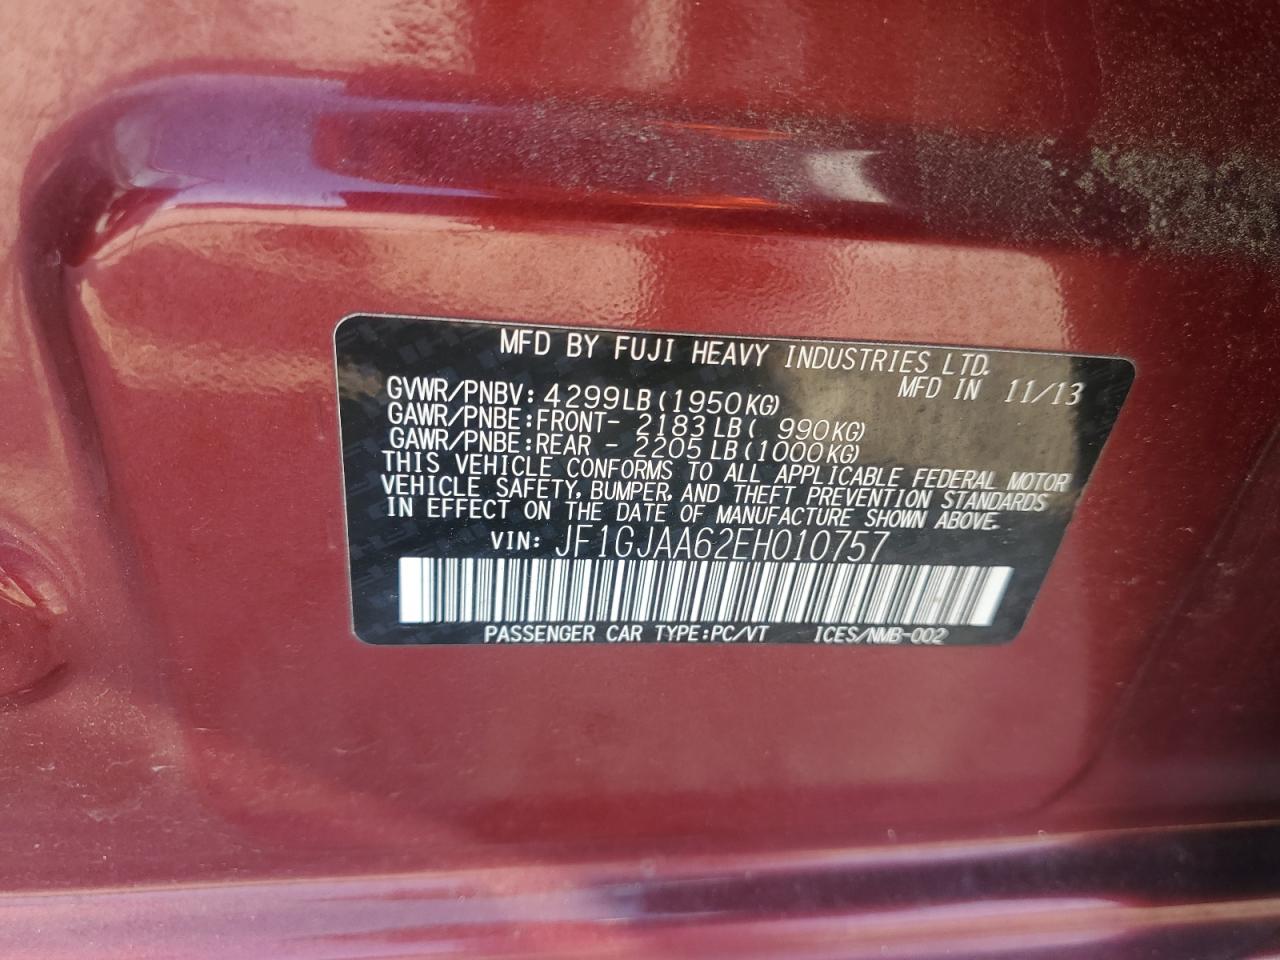 MFD BY FUJI HEAVY INDUSTRIES LTD.
MFD IN 11/13
GVWR/PNBV: 4299LB(1950KG)
GAWR/PNBE:FRONT- 2183LB( 990KG)
GAWR/PNBE:REAR - 2205LB(1000KG)
THIS VEHICLE CONFORMS TO ALL APPLICABLE FEDERAL MOTOR
VEHICLE SAFETY, BUMPER, AND THEFT PREVENTION STANDARDS
IN EFFECT ON THE DATE OF MANUFACTURE SHOWN ABOVE.
VIN: JF1GJAA62EH010757
PASSENGER CAR TYPE:PC/VT ICES/NMB-002